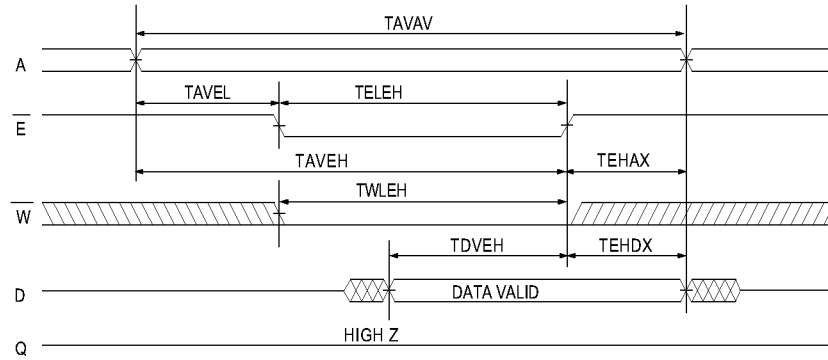 TAVAV
A
TAVEL TELEH
E̅
TAVEH TEHAX
TWLEH
W̅
TDVEH TEHDX
D DATA VALID
HIGH Z
Q